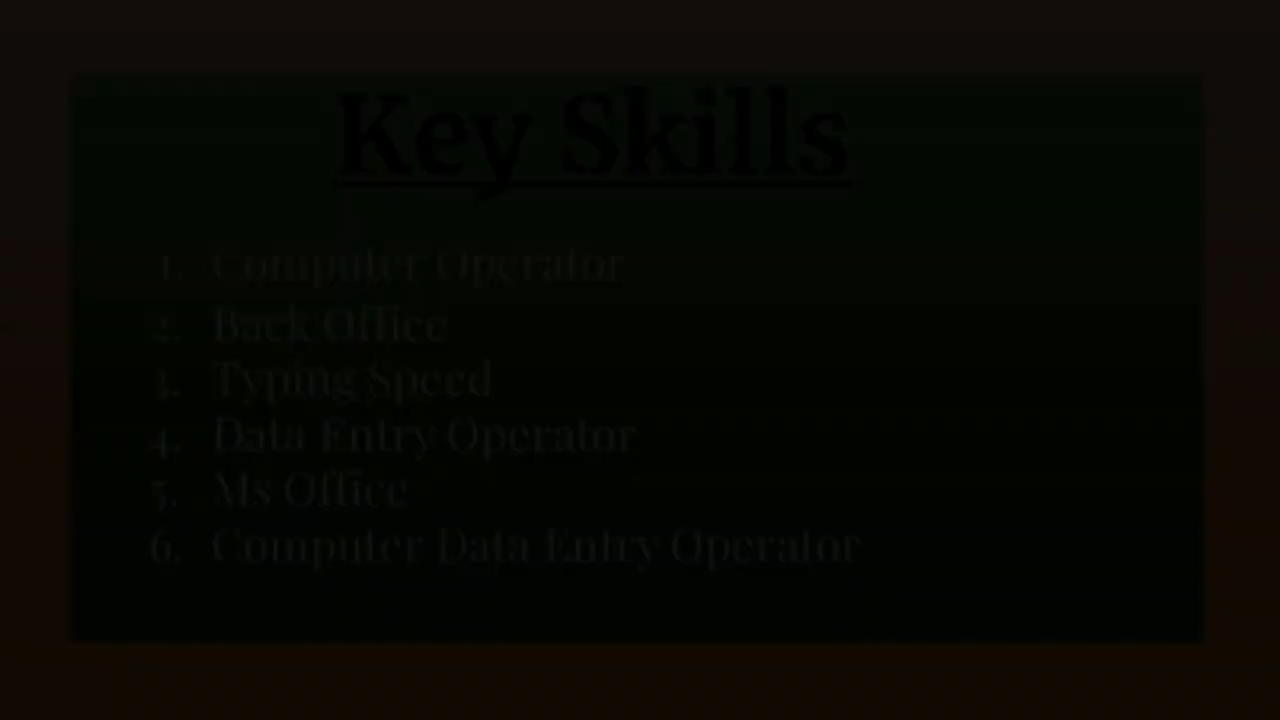 Key Skills
1. Computer Operator
2. Back Office
3. Typing Speed
4. Data Entry Operator
5. Ms Office
6. Computer Data Entry Operator